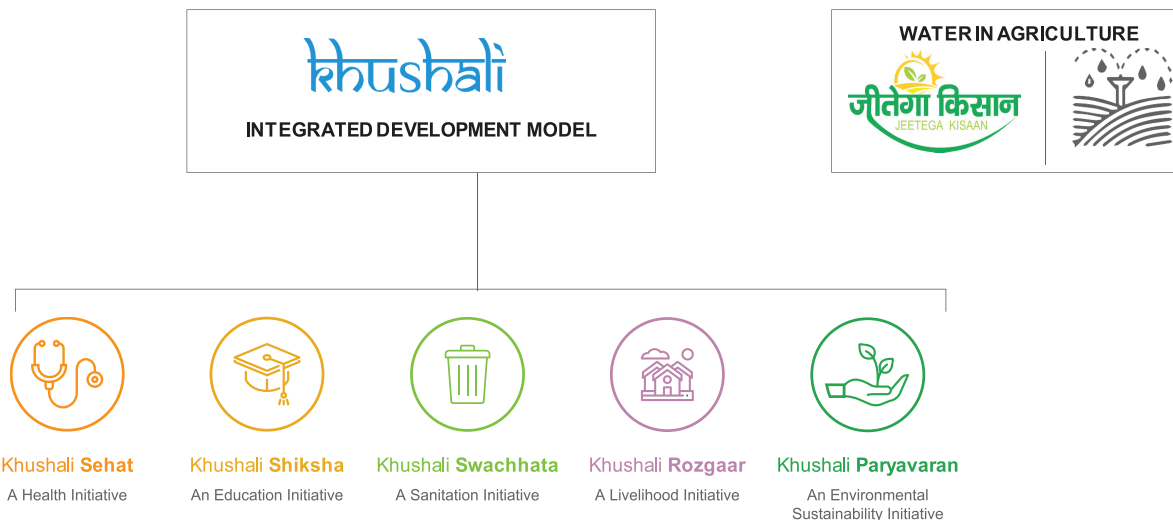 khushali
INTEGRATED DEVELOPMENT MODEL
WATER IN AGRICULTURE
जीतेगा किसान
JEETEGA KISAAN
Khushali Sehat
A Health Initiative
Khushali Shiksha
An Education Initiative
Khushali Swachhata
A Sanitation Initiative
Khushali Rozgaar
A Livelihood Initiative
Khushali Paryavaran
An Environmental
Sustainability Initiative